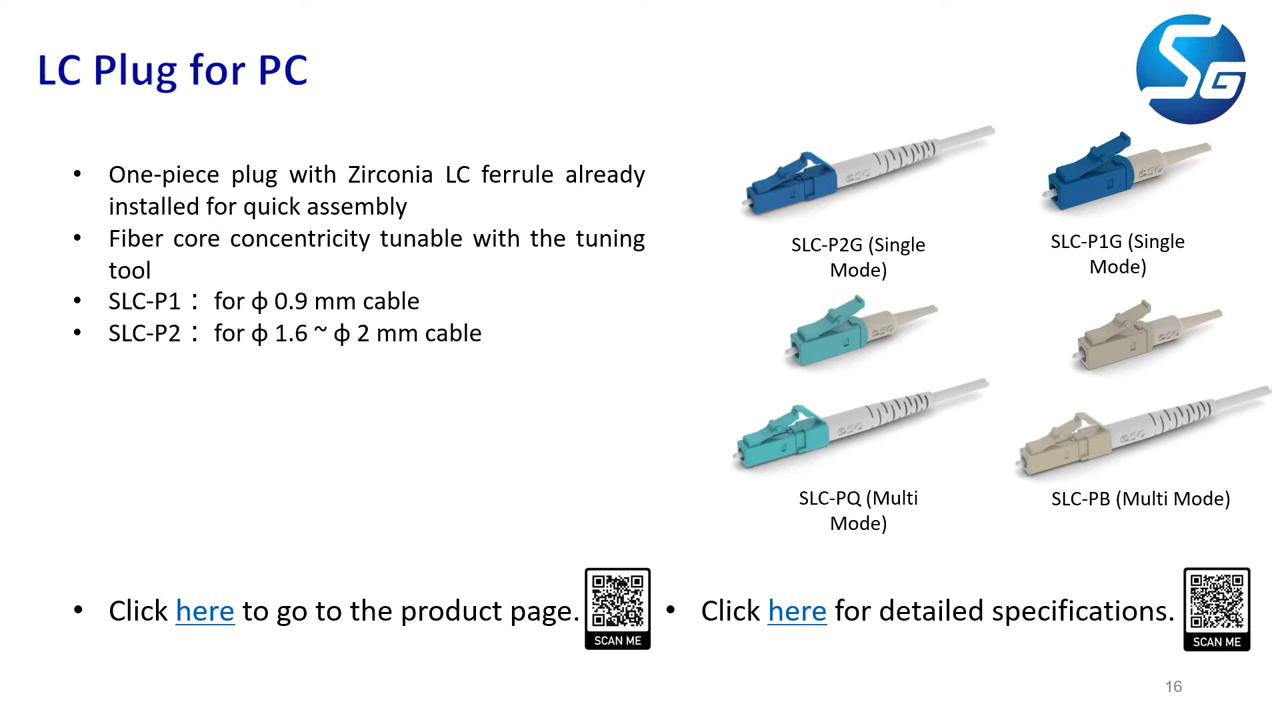 LC Plug for PC
SG
• One-piece plug with Zirconia LC ferrule already
installed for quick assembly
• Fiber core concentricity tunable with the tuning
tool
• SLC-P1： for ϕ 0.9 mm cable
• SLC-P2： for ϕ 1.6 ~ ϕ 2 mm cable
SLC-P2G (Single
Mode)
SLC-P1G (Single
Mode)
SLC-PQ (Multi
Mode)
SLC-PB (Multi Mode)
• Click here to go to the product page.
SCAN ME
• Click here for detailed specifications.
SCAN ME
16